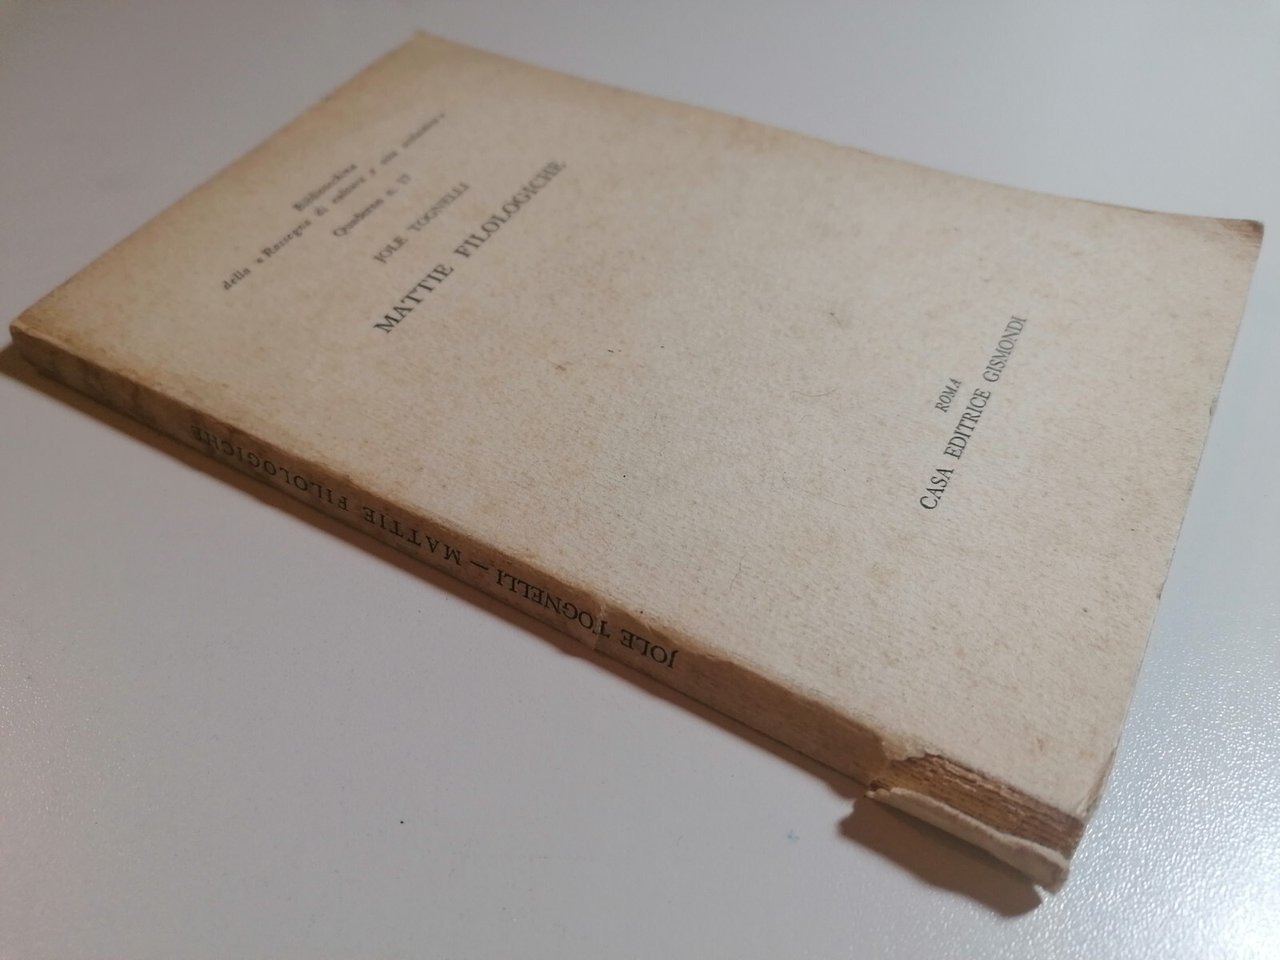 Bibliotechina
della « Rassegna di cultura e vita scolastica »
Quaderno n. 17
JOLE TOGNELLI
MATTIE FILOLOGICHE
ROMA
CASA EDITRICE GISMONDI
JOLE TOGNELLI — MATTIE FILOLOGICHE